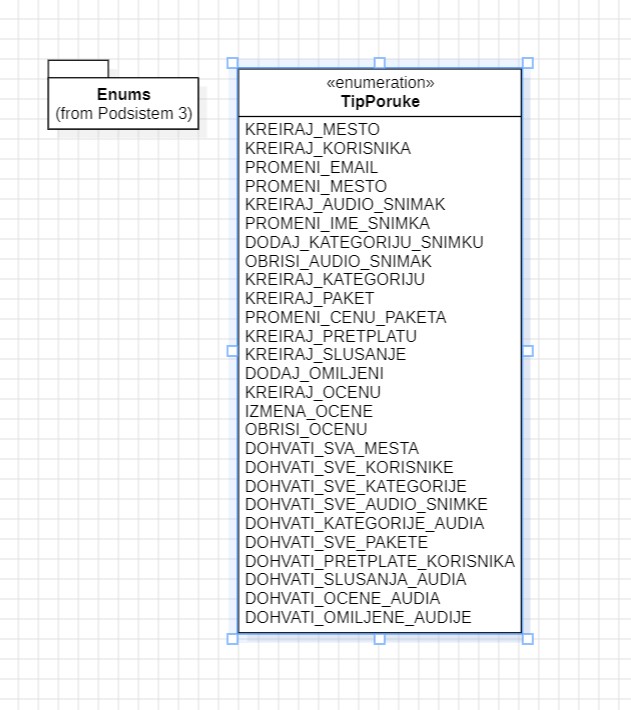 Enums
(from Podsistem 3)
«enumeration»
TipPoruke
KREIRAJ_MESTO
KREIRAJ_KORISNIKA
PROMENI_EMAIL
PROMENI_MESTO
KREIRAJ_AUDIO_SNIMAK
PROMENI_IME_SNIMKA
DODAJ_KATEGORIJU_SNIMKU
OBRISI_AUDIO_SNIMAK
KREIRAJ_KATEGORIJU
KREIRAJ_PAKET
PROMENI_CENU_PAKETA
KREIRAJ_PRETPLATU
KREIRAJ_SLUSANJE
DODAJ_OMILJENI
KREIRAJ_OCENU
IZMENA_OCENE
OBRISI_OCENU
DOHVATI_SVA_MESTA
DOHVATI_SVE_KORISNIKE
DOHVATI_SVE_KATEGORIJE
DOHVATI_SVE_AUDIO_SNIMKE
DOHVATI_KATEGORIJE_AUDIA
DOHVATI_SVE_PAKETE
DOHVATI_PRETPLATE_KORISNIKA
DOHVATI_SLUSANJA_AUDIA
DOHVATI_OCENE_AUDIA
DOHVATI_OMILJENE_AUDIJE